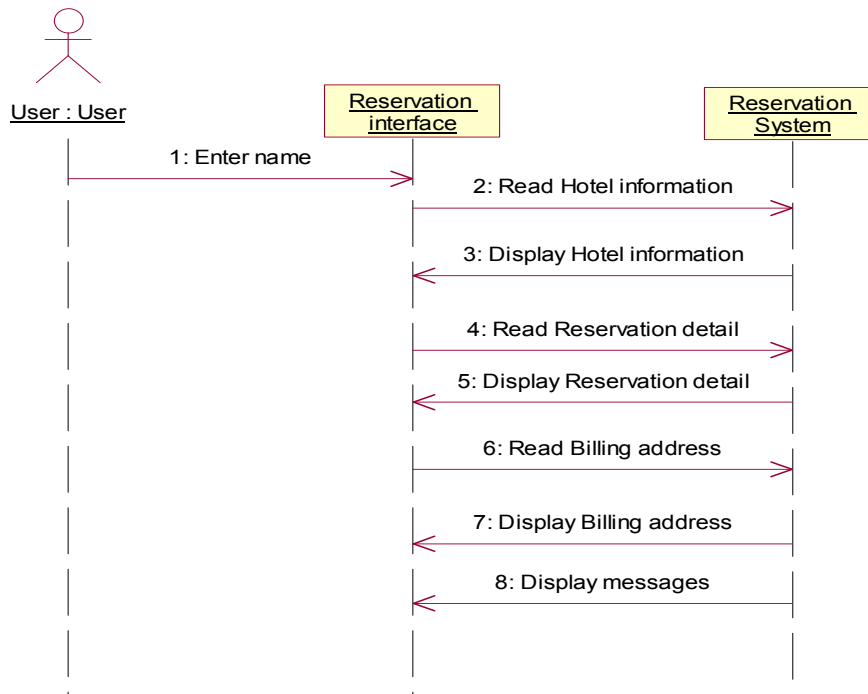 User : User
Reservation
interface
Reservation
System
1: Enter name
2: Read Hotel information
3: Display Hotel information
4: Read Reservation detail
5: Display Reservation detail
6: Read Billing address
7: Display Billing address
8: Display messages